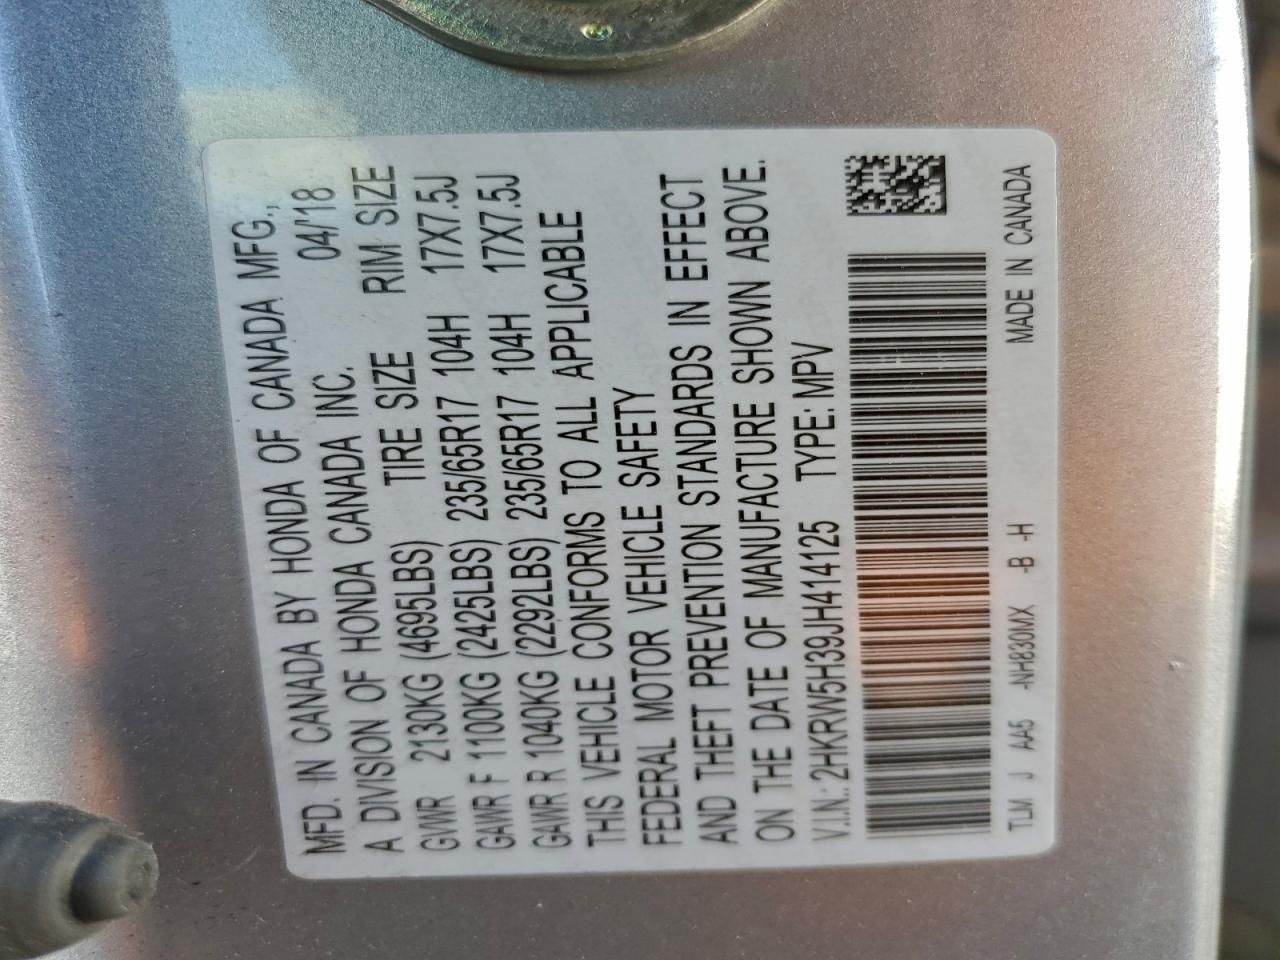 MFD. IN CANADA BY HONDA OF CANADA MFG.,
A DIVISION OF HONDA CANADA INC. 04/'18
GVWR 2130KG (4695LBS) TIRE SIZE RIM SIZE
GAWR F 1100KG (2425LBS) 235/65R17 104H 17X7.5J
GAWR R 1040KG (2292LBS) 235/65R17 104H 17X7.5J
THIS VEHICLE CONFORMS TO ALL APPLICABLE
FEDERAL MOTOR VEHICLE SAFETY
AND THEFT PREVENTION STANDARDS IN EFFECT
ON THE DATE OF MANUFACTURE SHOWN ABOVE.
V.I.N.: 2HKRW5H39JH414125 TYPE: MPV
TLM J AA5 -NH830MX -B -H MADE IN CANADA